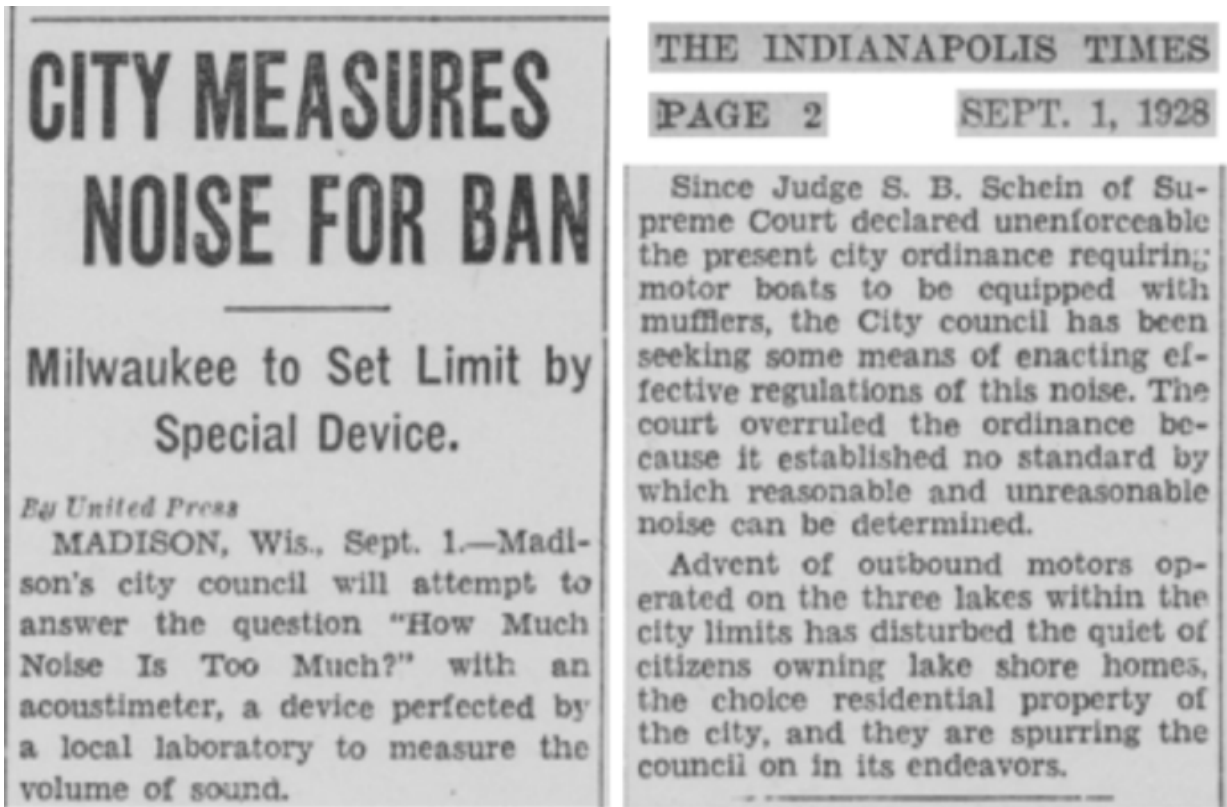 CITY MEASURES
NOISE FOR BAN
Milwaukee to Set Limit by
Special Device.
By United Press
MADISON, Wis., Sept. 1.—Madi-
son's city council will attempt to
answer the question "How Much
Noise Is Too Much?" with an
acoustimeter, a device perfected by
a local laboratory to measure the
volume of sound.
THE INDIANAPOLIS TIMES
PAGE 2 SEPT. 1, 1928
Since Judge S. B. Schein of Su-
preme Court declared unenforceable
the present city ordinance requiring
motor boats to be equipped with
mufflers, the City council has been
seeking some means of enacting ef-
fective regulations of this noise. The
court overruled the ordinance be-
cause it established no standard by
which reasonable and unreasonable
noise can be determined.
Advent of outbound motors op-
erated on the three lakes within the
city limits has disturbed the quiet of
citizens owning lake shore homes,
the choice residential property of
the city, and they are spurring the
council on in its endeavors.